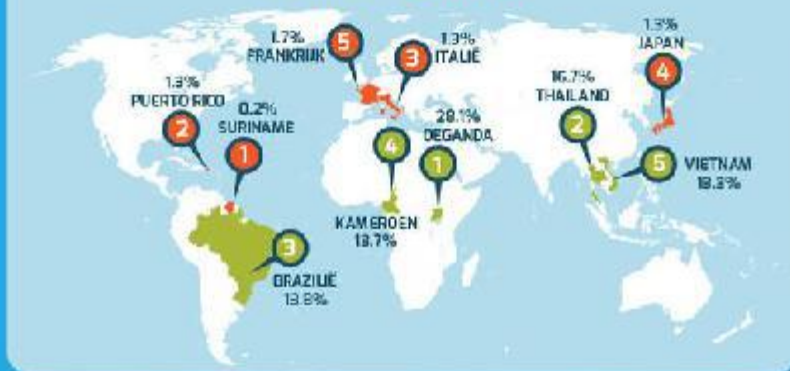 1.7%
FRANKRIJK
5
1.3%
ITALIË
3
1.3%
JAPAN
4
1.3%
PUERTO RICO
2
0.2%
SURINAME
1
16.7%
THAILAND
2
28.1%
OEGANDA
1
4
KAMEROEN
13.7%
5
VIETNAM
13.3%
3
BRAZILIË
13.8%